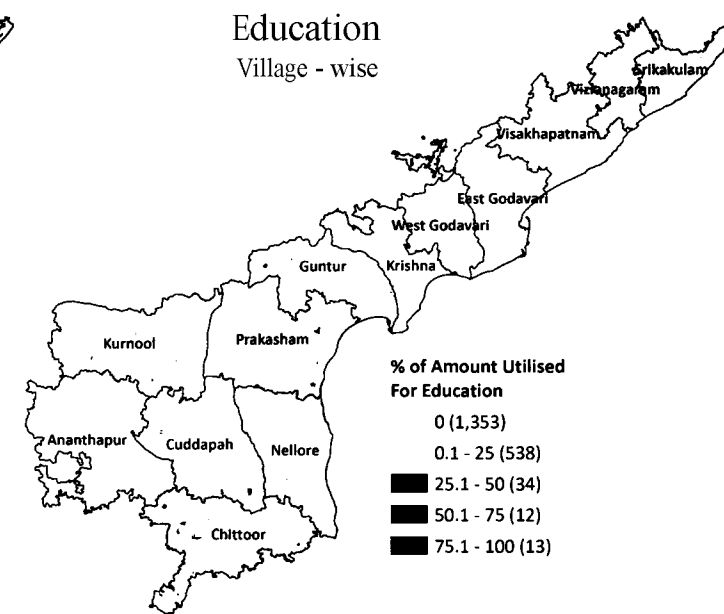 Education
Village - wise
Srikakulam
Vizianagaram
Visakhapatnam
East Godavari
West Godavari
Krishna
Guntur
Prakasham
Kurnool
Ananthapur
Cuddapah
Nellore
Chittoor
% of Amount Utilised
For Education
0 (1,353)
0.1 - 25 (538)
25.1 - 50 (34)
50.1 - 75 (12)
75.1 - 100 (13)